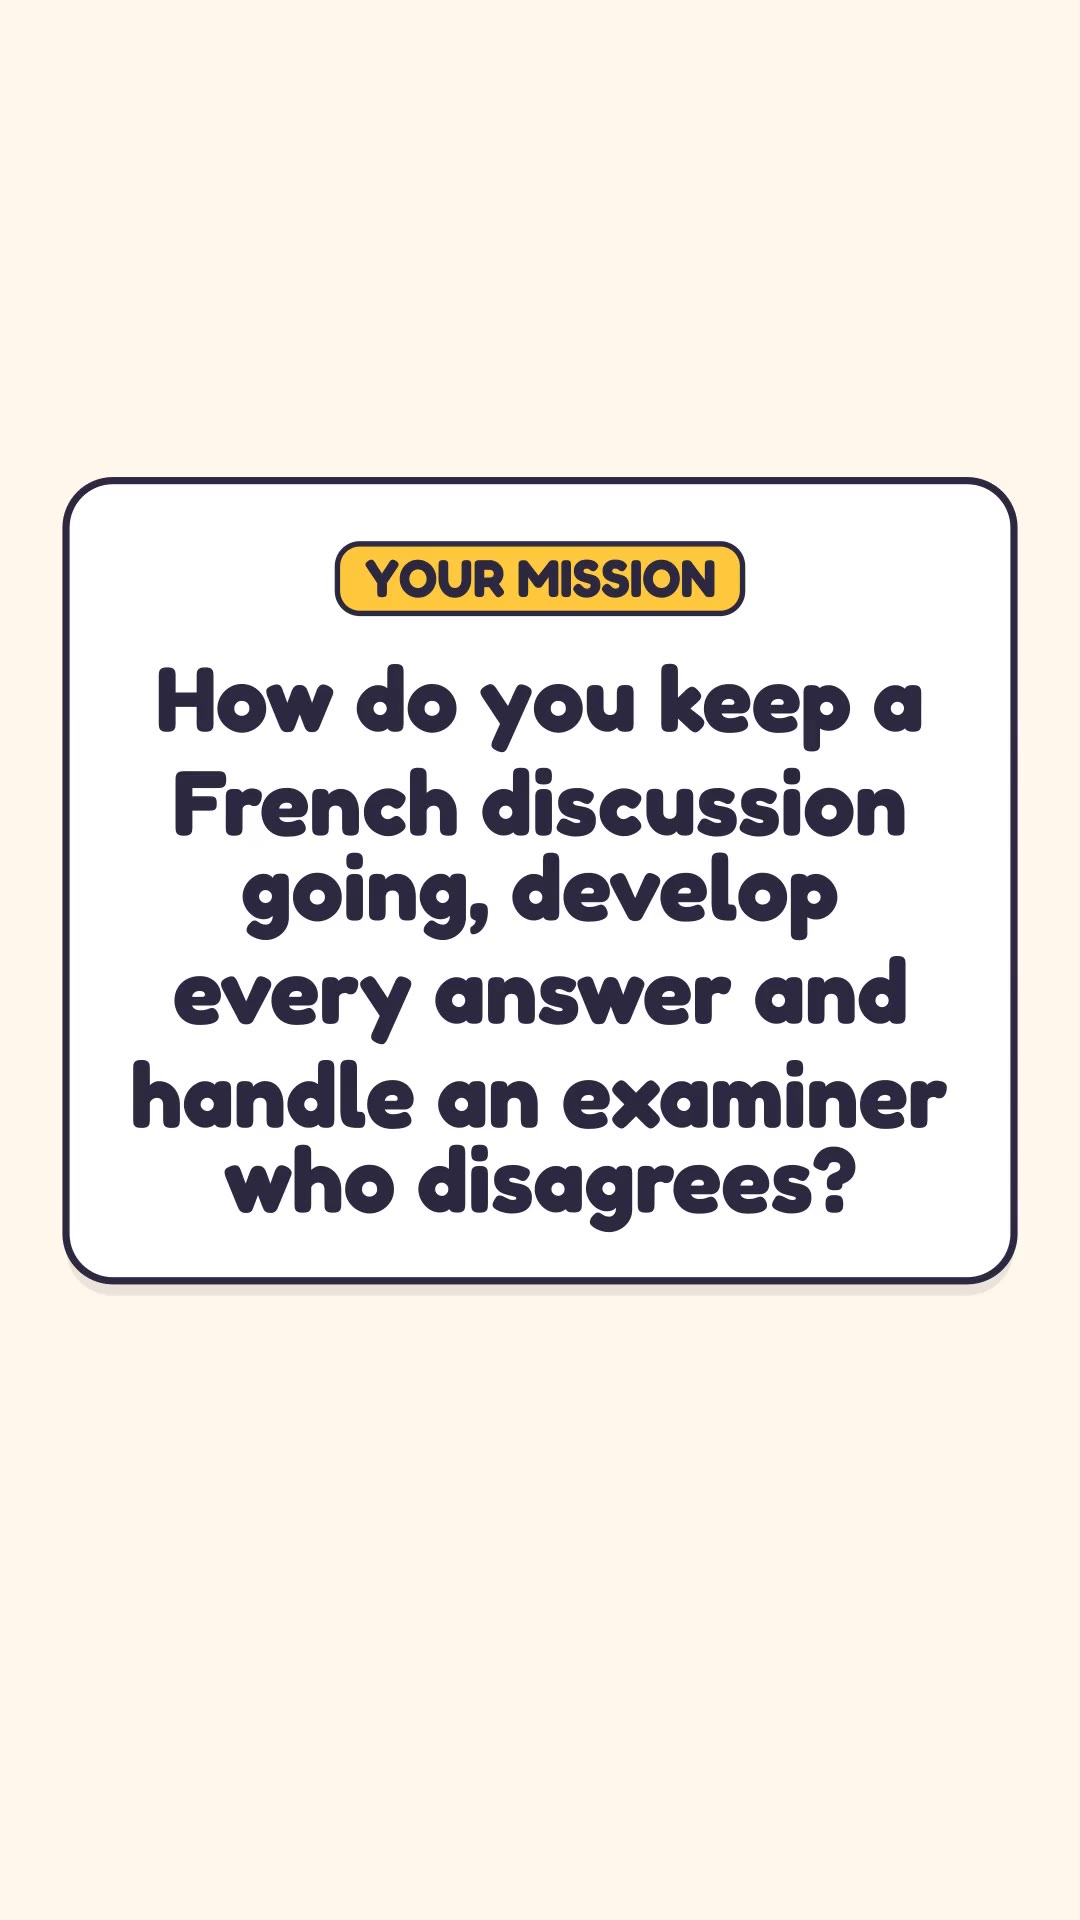 YOUR MISSION
How do you keep a
French discussion
going, develop
every answer and
handle an examiner
who disagrees?